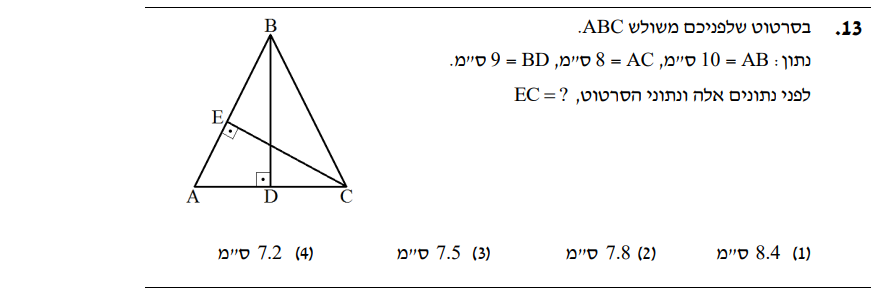 13. בסרטוט שלפניכם משולש ABC.
נתון: AB = 10 ס״מ, AC = 8 ס״מ, BD = 9 ס״מ.
לפני נתונים אלה ונתוני הסרטוט, EC = ?
B
E
A D C
(1) 8.4 ס״מ (2) 7.8 ס״מ (3) 7.5 ס״מ (4) 7.2 ס״מ